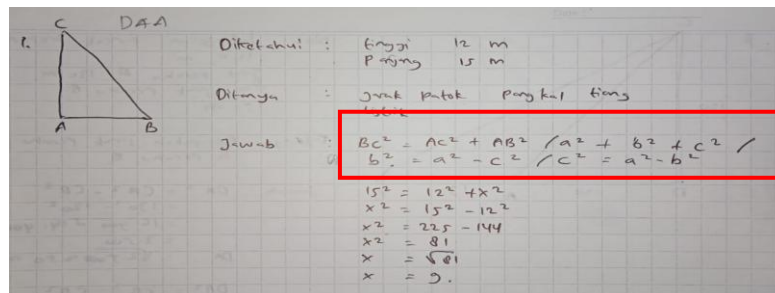 DAA
1.
C
A
B
Diketahui : tinggi 12 m
Panjang 15 m
Ditanya : Jarak Patok Pangkal tiang
Jawab : BC² = AC² + AB² / a² + b² + c² /
b² = a² - c² / c² = a² - b²
15² = 12² + x²
x² = 15² - 12²
x² = 225 - 144
x² = 81
x = √81
x = 9.